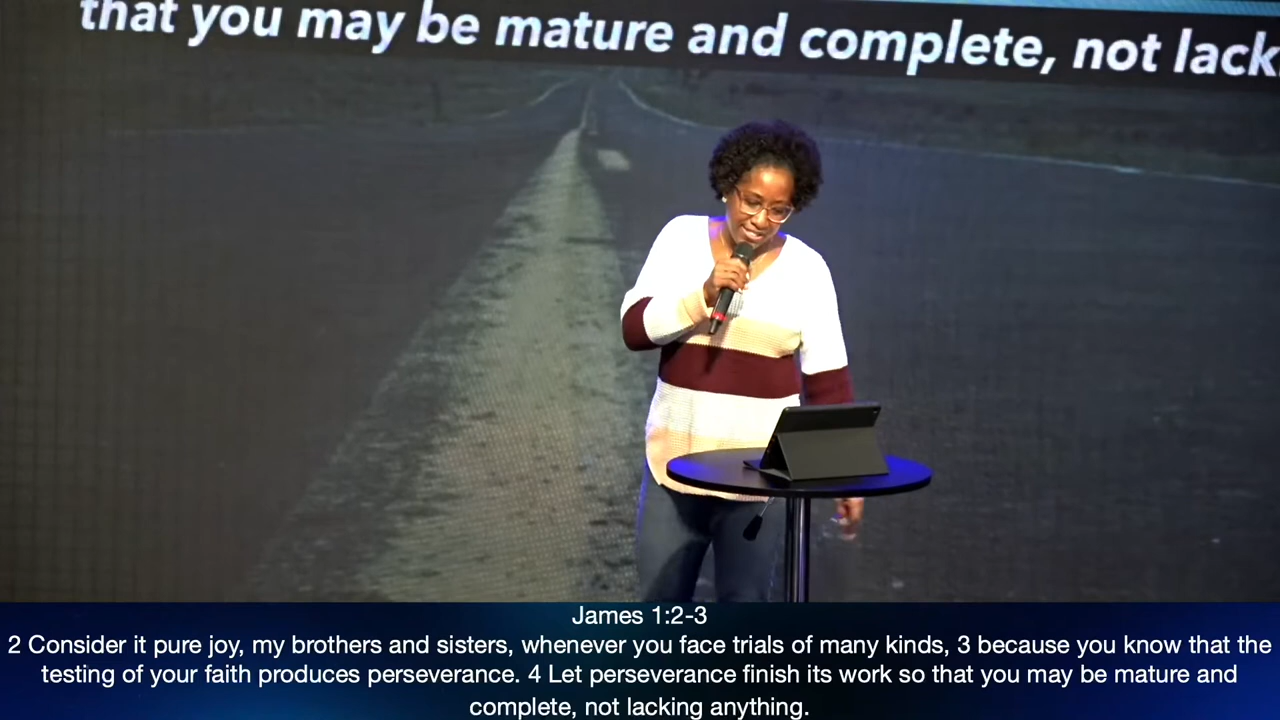 that you may be mature and complete, not lack
James 1:2-3
2 Consider it pure joy, my brothers and sisters, whenever you face trials of many kinds, 3 because you know that the
testing of your faith produces perseverance. 4 Let perseverance finish its work so that you may be mature and
complete, not lacking anything.